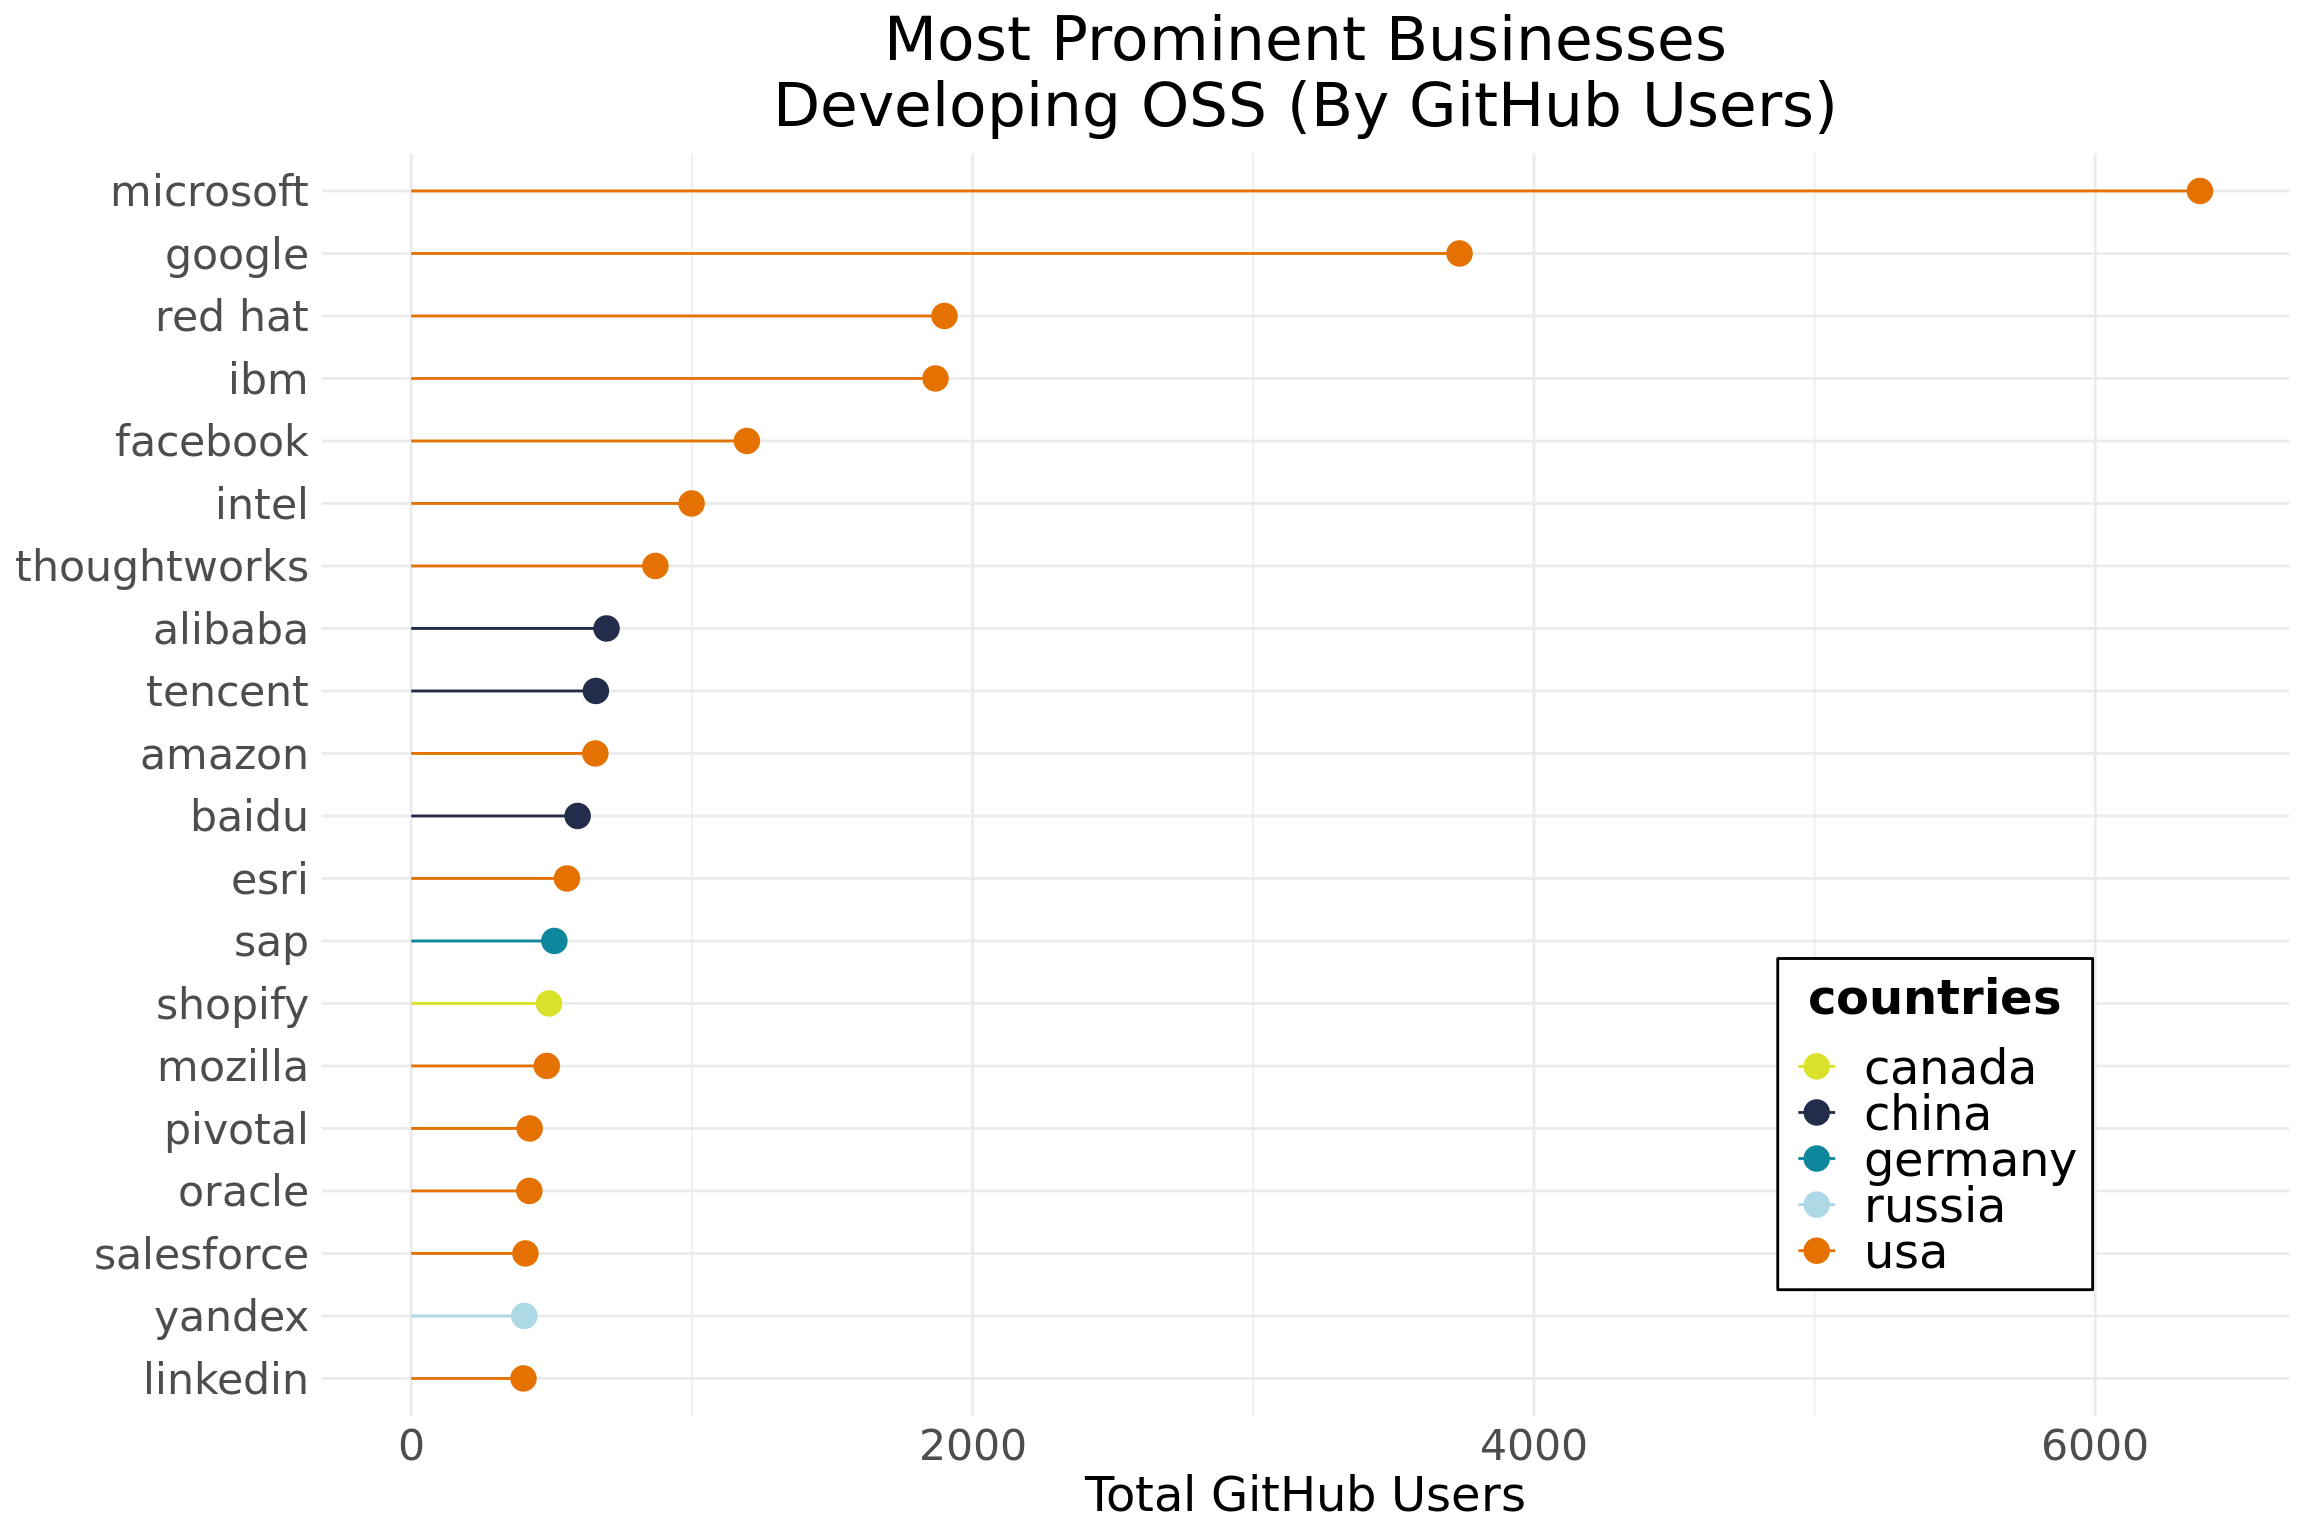 Most Prominent Businesses
Developing OSS (By GitHub Users)
microsoft
google
red hat
ibm
facebook
intel
thoughtworks
alibaba
tencent
amazon
baidu
esri
sap
shopify
mozilla
pivotal
oracle
salesforce
yandex
linkedin
countries
canada
china
germany
russia
usa
0 2000 4000 6000
Total GitHub Users